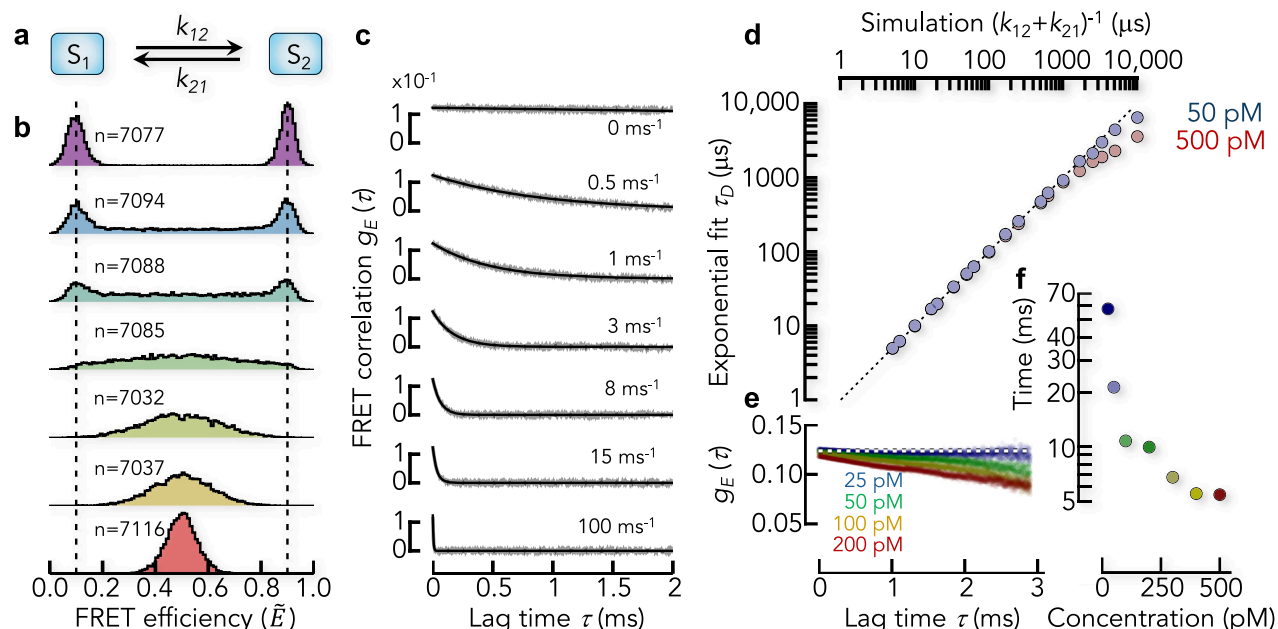 a
S1
k12
k21
S2
b
n=7077
n=7094
n=7088
n=7085
n=7032
n=7037
n=7116
0.0 0.2 0.4 0.6 0.8 1.0
FRET efficiency (Ẽ)
c
x10-1
FRET correlation gE (τ)
1
0
0 ms-1
1
0
0.5 ms-1
1
0
1 ms-1
1
0
3 ms-1
1
0
8 ms-1
1
0
15 ms-1
1
0
100 ms-1
0 0.5 1 1.5 2
Lag time τ (ms)
d
Simulation (k12+k21)-1 (μs)
1 10 100 1000 10,000
Exponential fit τD (μs)
10,000
1000
100
10
1
50 pM
500 pM
e
gE (τ)
0.15
0.10
0.05
25 pM
50 pM
100 pM
200 pM
0 1 2 3
Lag time τ (ms)
f
Time (ms)
70
40
30
20
10
5
0 250 500
Concentration (pM)